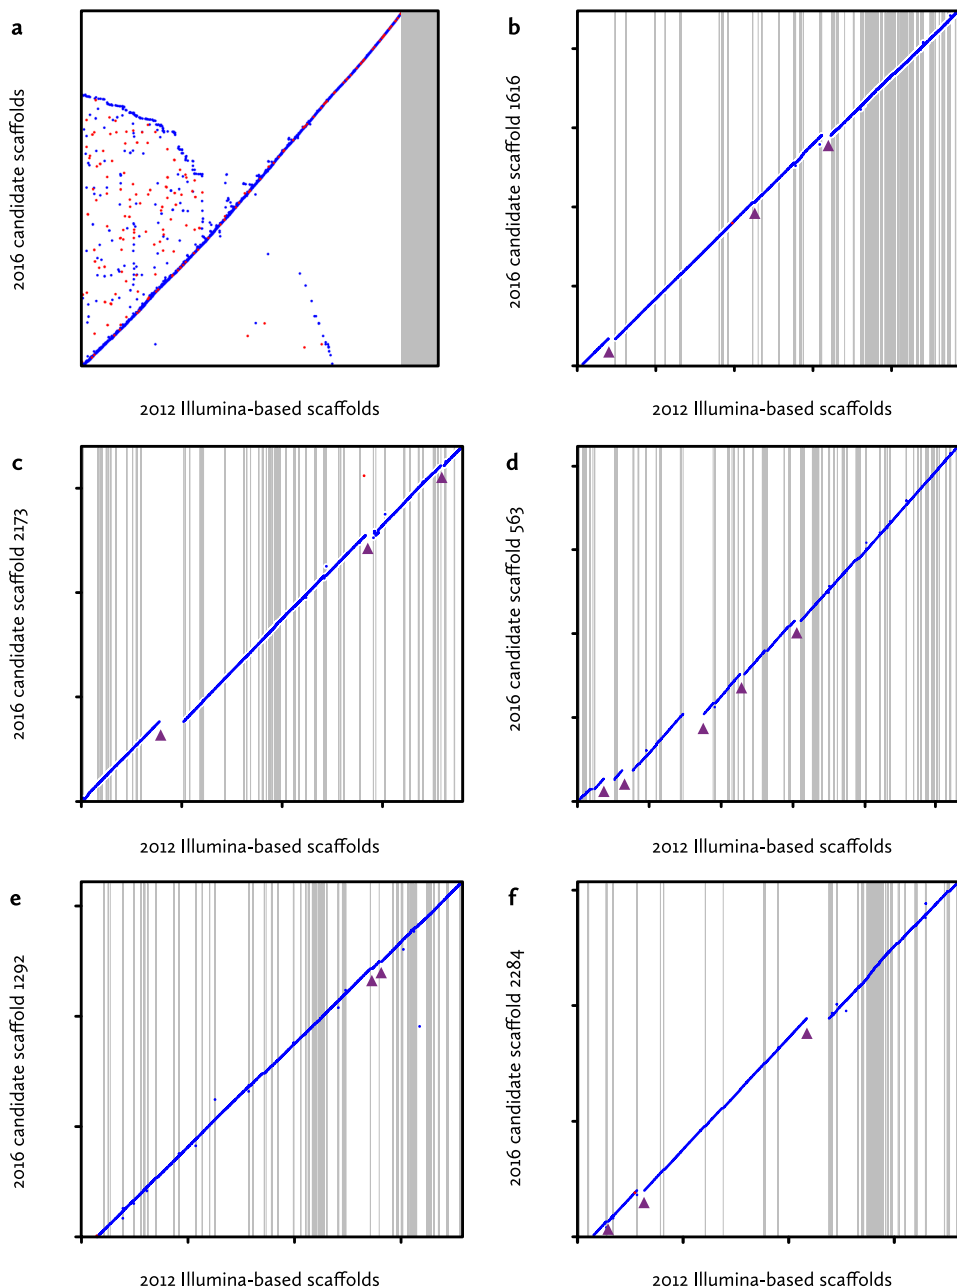 a
2016 candidate scaffolds
2012 Illumina-based scaffolds
b
2016 candidate scaffold 1616
2012 Illumina-based scaffolds
c
2016 candidate scaffold 2173
2012 Illumina-based scaffolds
d
2016 candidate scaffold 563
2012 Illumina-based scaffolds
e
2016 candidate scaffold 1292
2012 Illumina-based scaffolds
f
2016 candidate scaffold 2284
2012 Illumina-based scaffolds